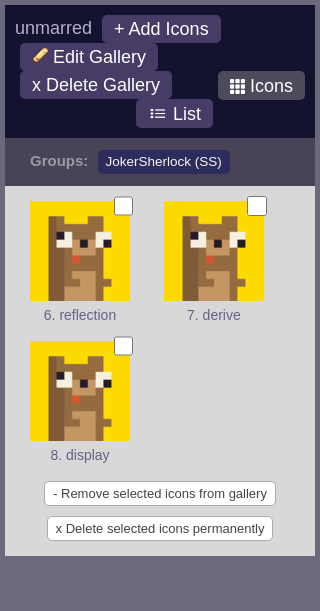 unmarred
+ Add Icons
Edit Gallery
x Delete Gallery
Icons
List
Groups: JokerSherlock (SS)
6. reflection
7. derive
8. display
- Remove selected icons from gallery
x Delete selected icons permanently